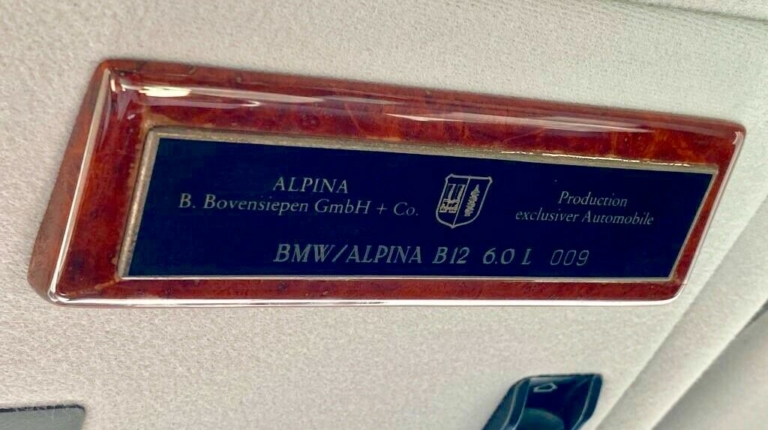 ALPINA
B. Bovensiepen GmbH + Co.
Production
exclusiver Automobile
BMW/ALPINA B12 6.0 L 009